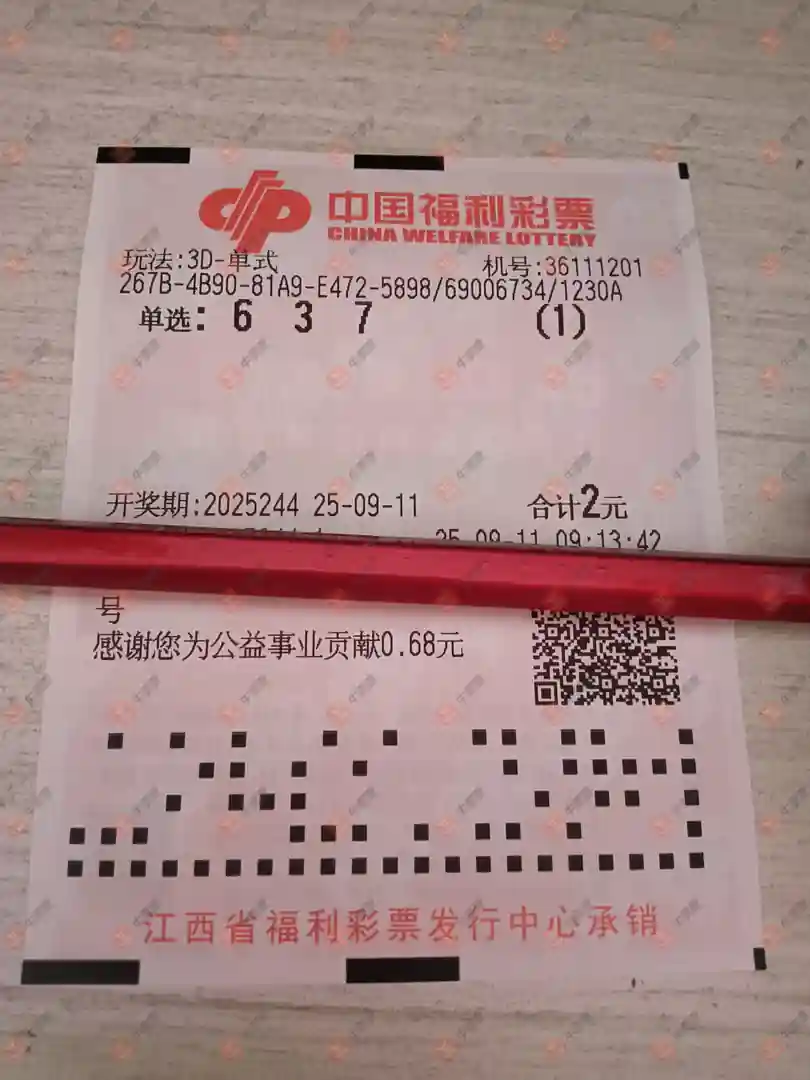 中国福利彩票
CHINA WELFARE LOTTERY
玩法:3D-单式 机号:36111201
267B-4B90-81A9-E472-5898/69006734/1230A
单选: 6 3 7 (1)
开奖期:2025244 25-09-11 合计2元
25-09-11 09:13:42
号
感谢您为公益事业贡献0.68元
江西省福利彩票发行中心承销